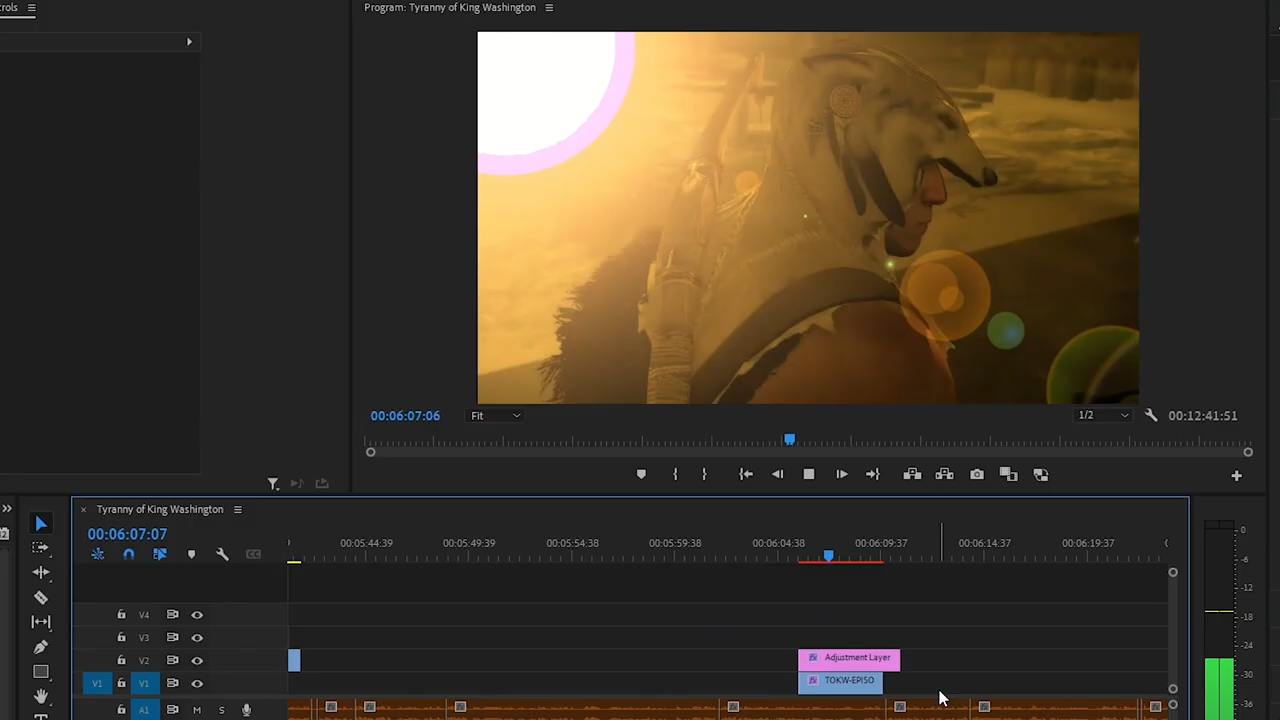 rols
Program: Tyranny of King Washington
00:06:07:06
Fit
1/2
00:12:41:51
Tyranny of King Washington
00:06:07:07
00:05:44:39
00:05:49:39
00:05:54:38
00:05:59:38
00:06:04:38
00:06:09:37
00:06:14:37
00:06:19:37
V4
V3
V2
fx Adjustment Layer
V1
V1
fx TOKW-EPISO
A1
M
S
0
-6
-12
-18
-24
-30
-36